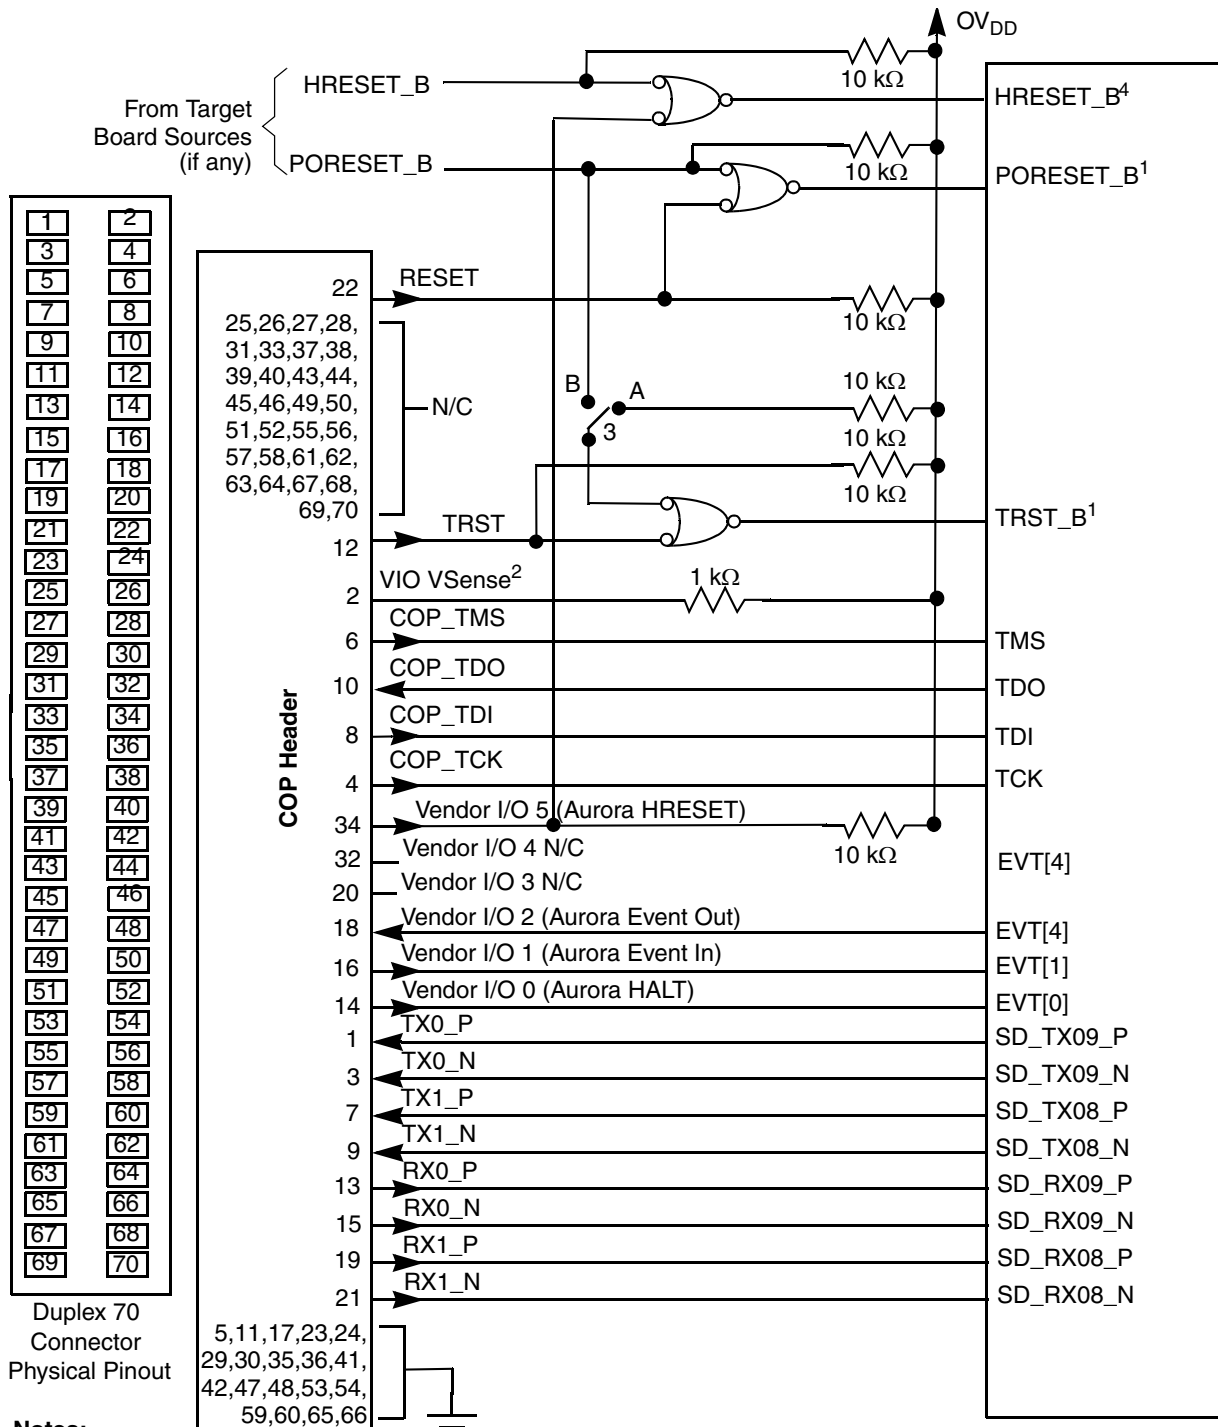 OVDD
10 kΩ
HRESET_B
HRESET_B4
From Target
Board Sources
(if any)
PORESET_B
10 kΩ
PORESET_B1
1 2
3 4
5 6
7 8
9 10
11 12
13 14
15 16
17 18
19 20
21 22
23 24
25 26
27 28
29 30
31 32
33 34
35 36
37 38
39 40
41 42
43 44
45 46
47 48
49 50
51 52
53 54
55 56
57 58
59 60
61 62
63 64
65 66
67 68
69 70
Duplex 70
Connector
Physical Pinout
COP Header
22 RESET
10 kΩ
25,26,27,28,
31,33,37,38,
39,40,43,44,
45,46,49,50,
51,52,55,56,
57,58,61,62,
63,64,67,68,
69,70
N/C
B A
3
10 kΩ
10 kΩ
10 kΩ
12 TRST TRST_B1
2 VIO VSense2 1 kΩ
6 COP_TMS TMS
10 COP_TDO TDO
8 COP_TDI TDI
4 COP_TCK TCK
34 Vendor I/O 5 (Aurora HRESET)
10 kΩ
32 Vendor I/O 4 N/C EVT[4]
20 Vendor I/O 3 N/C
18 Vendor I/O 2 (Aurora Event Out) EVT[4]
16 Vendor I/O 1 (Aurora Event In) EVT[1]
14 Vendor I/O 0 (Aurora HALT) EVT[0]
1 TX0_P SD_TX09_P
3 TX0_N SD_TX09_N
7 TX1_P SD_TX08_P
9 TX1_N SD_TX08_N
13 RX0_P SD_RX09_P
15 RX0_N SD_RX09_N
19 RX1_P SD_RX08_P
21 RX1_N SD_RX08_N
5,11,17,23,24,
29,30,35,36,41,
42,47,48,53,54,
59,60,65,66
Notes: